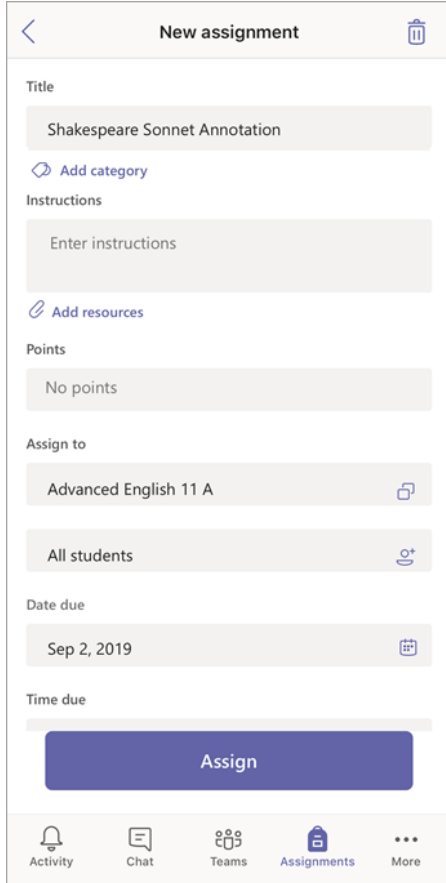 New assignment
Title
Shakespeare Sonnet Annotation
Add category
Instructions
Enter instructions
Add resources
Points
No points
Assign to
Advanced English 11 A
All students
Date due
Sep 2, 2019
Time due
Assign
Activity Chat Teams Assignments More